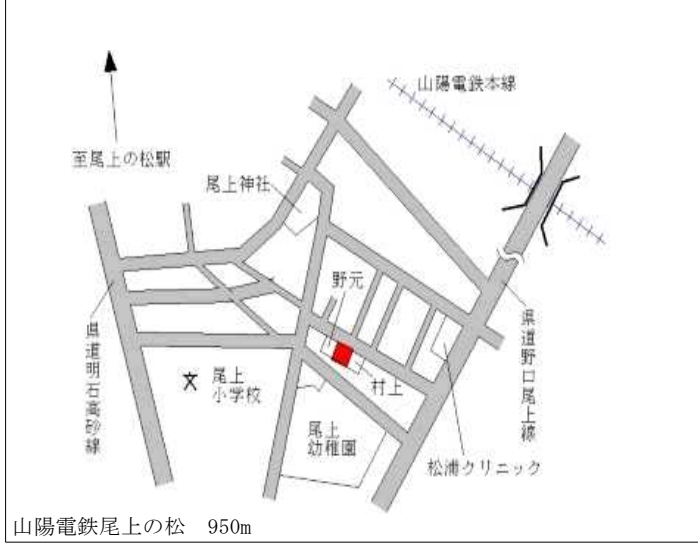 山陽電鉄本線
至尾上の松駅
尾上神社
野元
県道明石高砂線
県道野口尾上線
尾上
小学校
村上
尾上
幼稚園
松浦クリニック
山陽電鉄尾上の松 950m